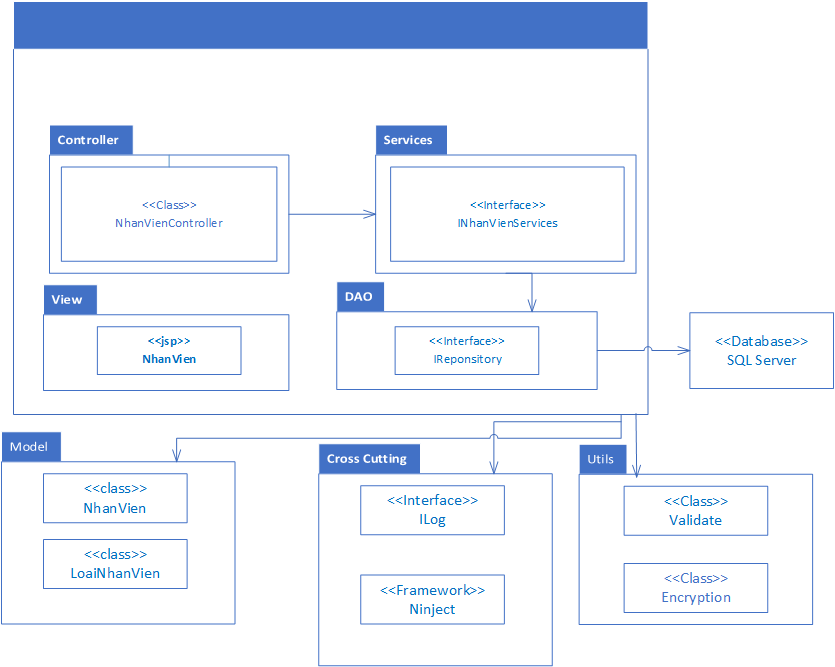 Controller
<<Class>>
NhanVienController
Services
<<Interface>>
INhanVienServices
View
<<jsp>>
NhanVien
DAO
<<Interface>>
IReponsitory
<<Database>>
SQL Server
Model
<<class>>
NhanVien
<<class>>
LoaiNhanVien
Cross Cutting
<<Interface>>
ILog
<<Framework>>
Ninject
Utils
<<Class>>
Validate
<<Class>>
Encryption